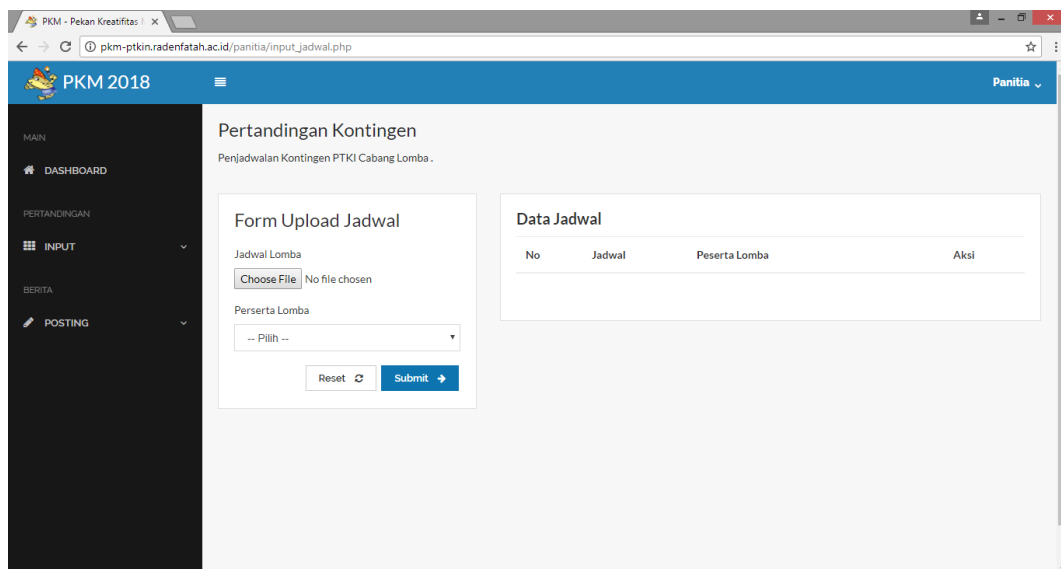 PKM - Pekan Kreatifitas
pkm-ptkin.radenfatah.ac.id/panitia/input_jadwal.php
PKM 2018
Panitia
MAIN
DASHBOARD
PERTANDINGAN
INPUT
BERITA
POSTING
Pertandingan Kontingen
Penjadwalan Kontingen PTKI Cabang Lomba .
Form Upload Jadwal
Jadwal Lomba
Choose File No file chosen
Perserta Lomba
-- Pilih --
Reset Submit
Data Jadwal
No Jadwal Peserta Lomba Aksi